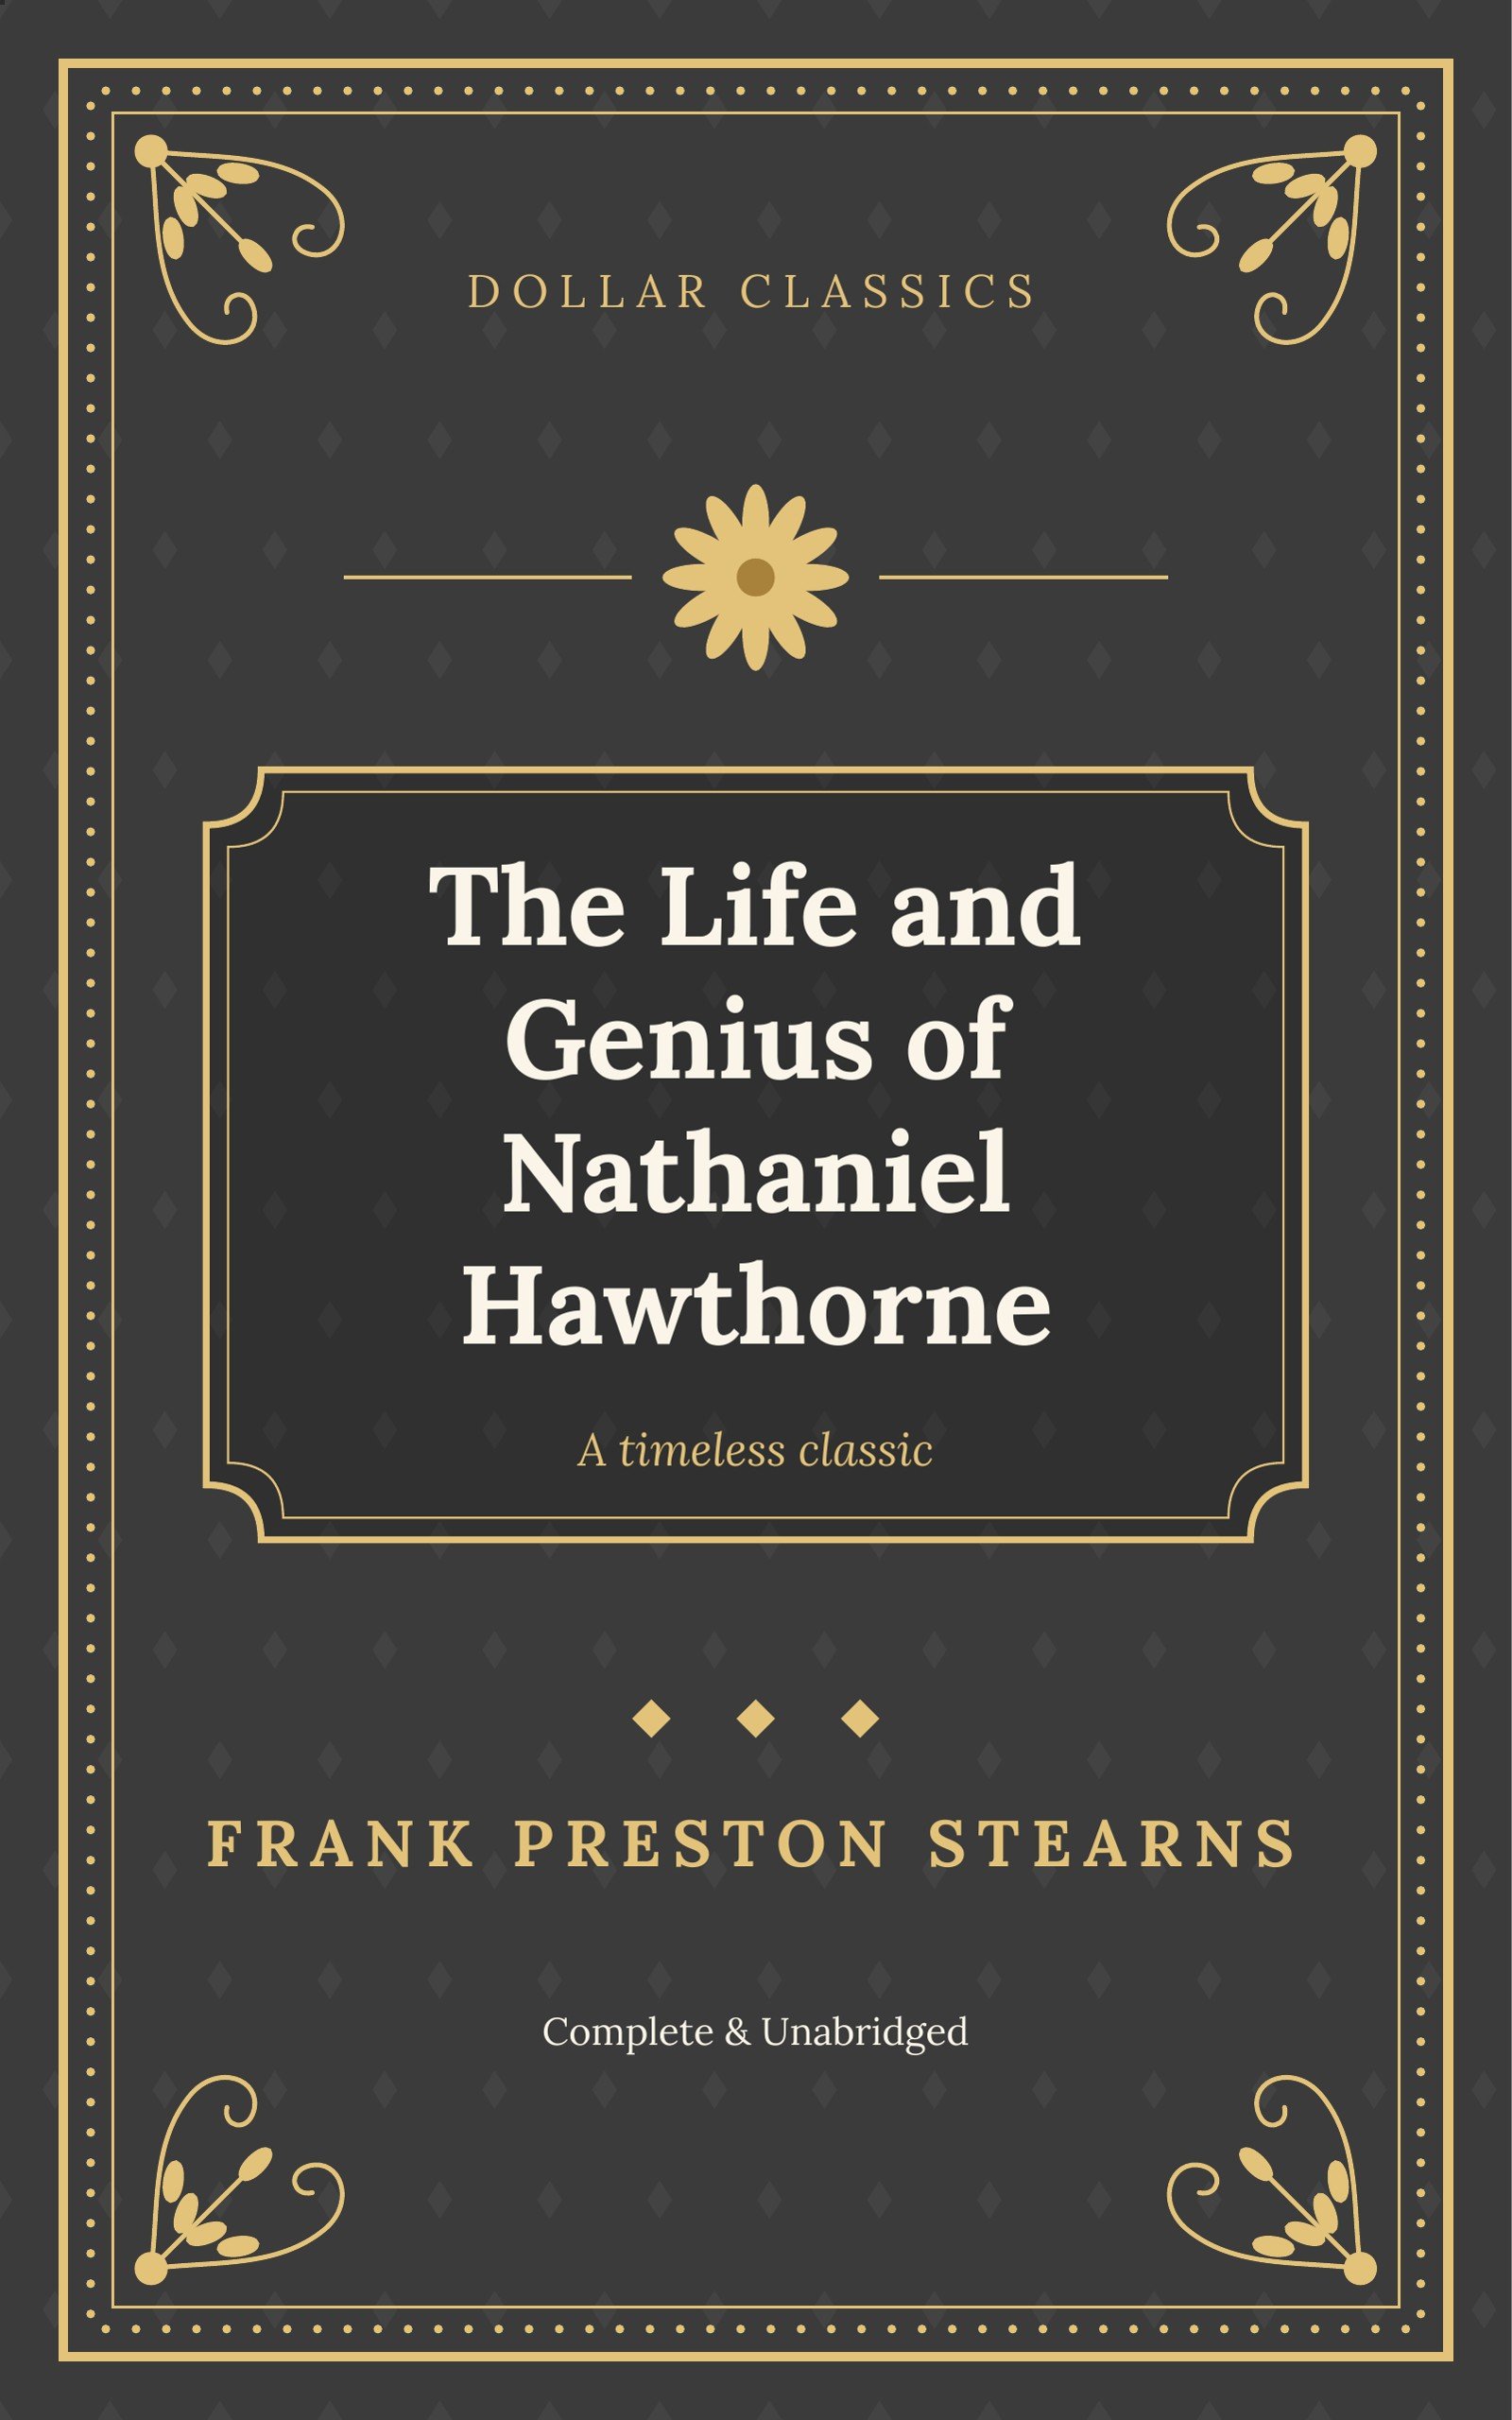 DOLLAR CLASSICS
The Life and
Genius of
Nathaniel
Hawthorne
A timeless classic
FRANK PRESTON STEARNS
Complete & Unabridged